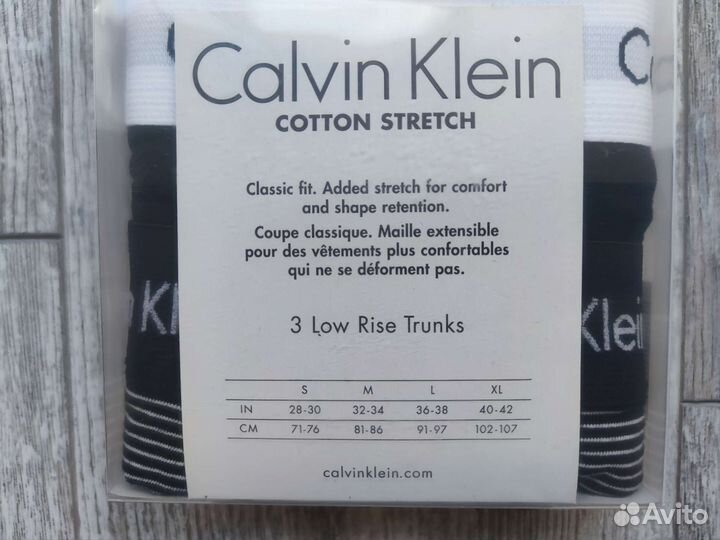 Calvin Klein
COTTON STRETCH
Classic fit. Added stretch for comfort
and shape retention.
Coupe classique. Maille extensible
pour des vêtements plus confortables
qui ne se déforment pas.
Klein
3 Low Rise Trunks
S M L XL
IN 28-30 32-34 36-38 40-42
CM 71-76 81-86 91-97 102-107
calvinklein.com
Avito